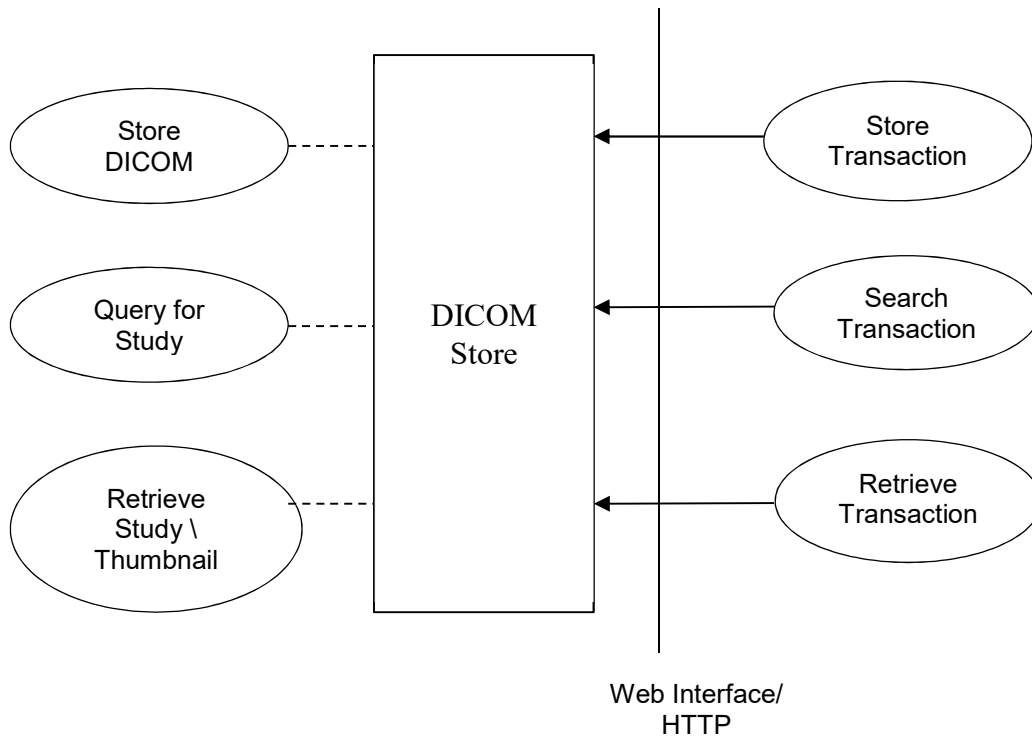 Store
DICOM
Store
Transaction
Query for
Study
DICOM
Store
Search
Transaction
Retrieve
Study \
Thumbnail
Retrieve
Transaction
Web Interface/
HTTP